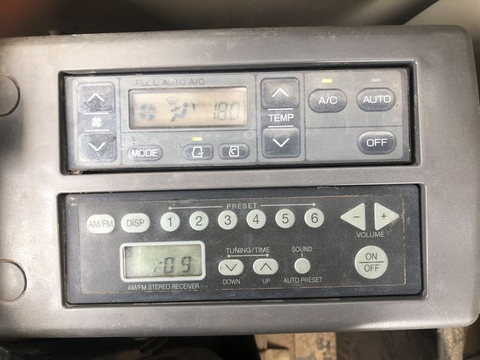 FULL AUTO A/C
18.0
TEMP
A/C
AUTO
MODE
OFF
PRESET
AM/FM
DISP
1
2
3
4
5
6
− +
VOLUME
1:09
TUNING/TIME
SOUND
DOWN
UP
AUTO PRESET
ON
OFF
AM/FM STEREO RECEIVER